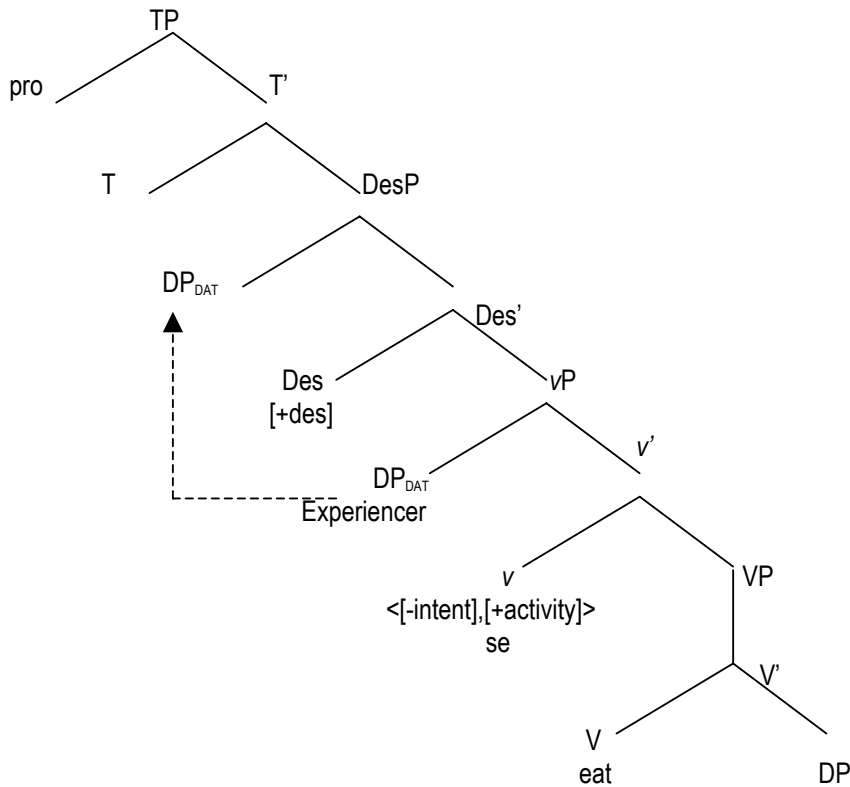 TP
pro T’
T DesP
DP_DAT
Des’
Des vP
[+des]
v’
DP_DAT
Experiencer
v VP
<[-intent],[+activity]>
se
V’
V
eat DP